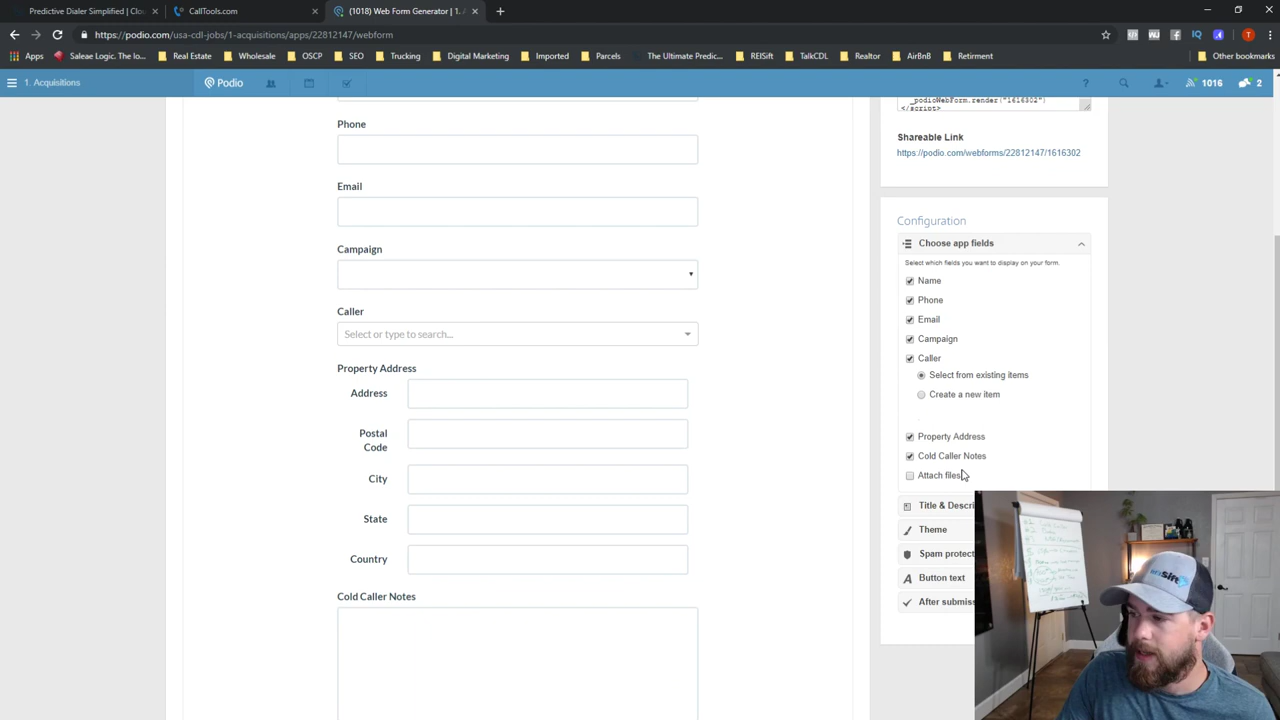 Predictive Dialer Simplified | Clou
CallTools.com
(1018) Web Form Generator | 1. A
https://podio.com/usa-cdl-jobs/1-acquisitions/apps/22812147/webform
Apps
Saleae Logic. The lo...
Real Estate
Wholesale
OSCP
SEO
Trucking
Digital Marketing
Imported
Parcels
The Ultimate Predic...
REISift
TalkCDL
Realtor
AirBnB
Retirment
Other bookmarks
1. Acquisitions
Podio
?
1016
2
_podioWebForm.render("1616302")
</script>
Shareable Link
https://podio.com/webforms/22812147/1616302
Phone
Email
Campaign
Caller
Select or type to search...
Property Address
Address
Postal
Code
City
State
Country
Cold Caller Notes
Configuration
Choose app fields
Select which fields you want to display on your form.
Name
Phone
Email
Campaign
Caller
Select from existing items
Create a new item
Property Address
Cold Caller Notes
Attach files
Title & Descri
Theme
Spam protect
Button text
After submiss